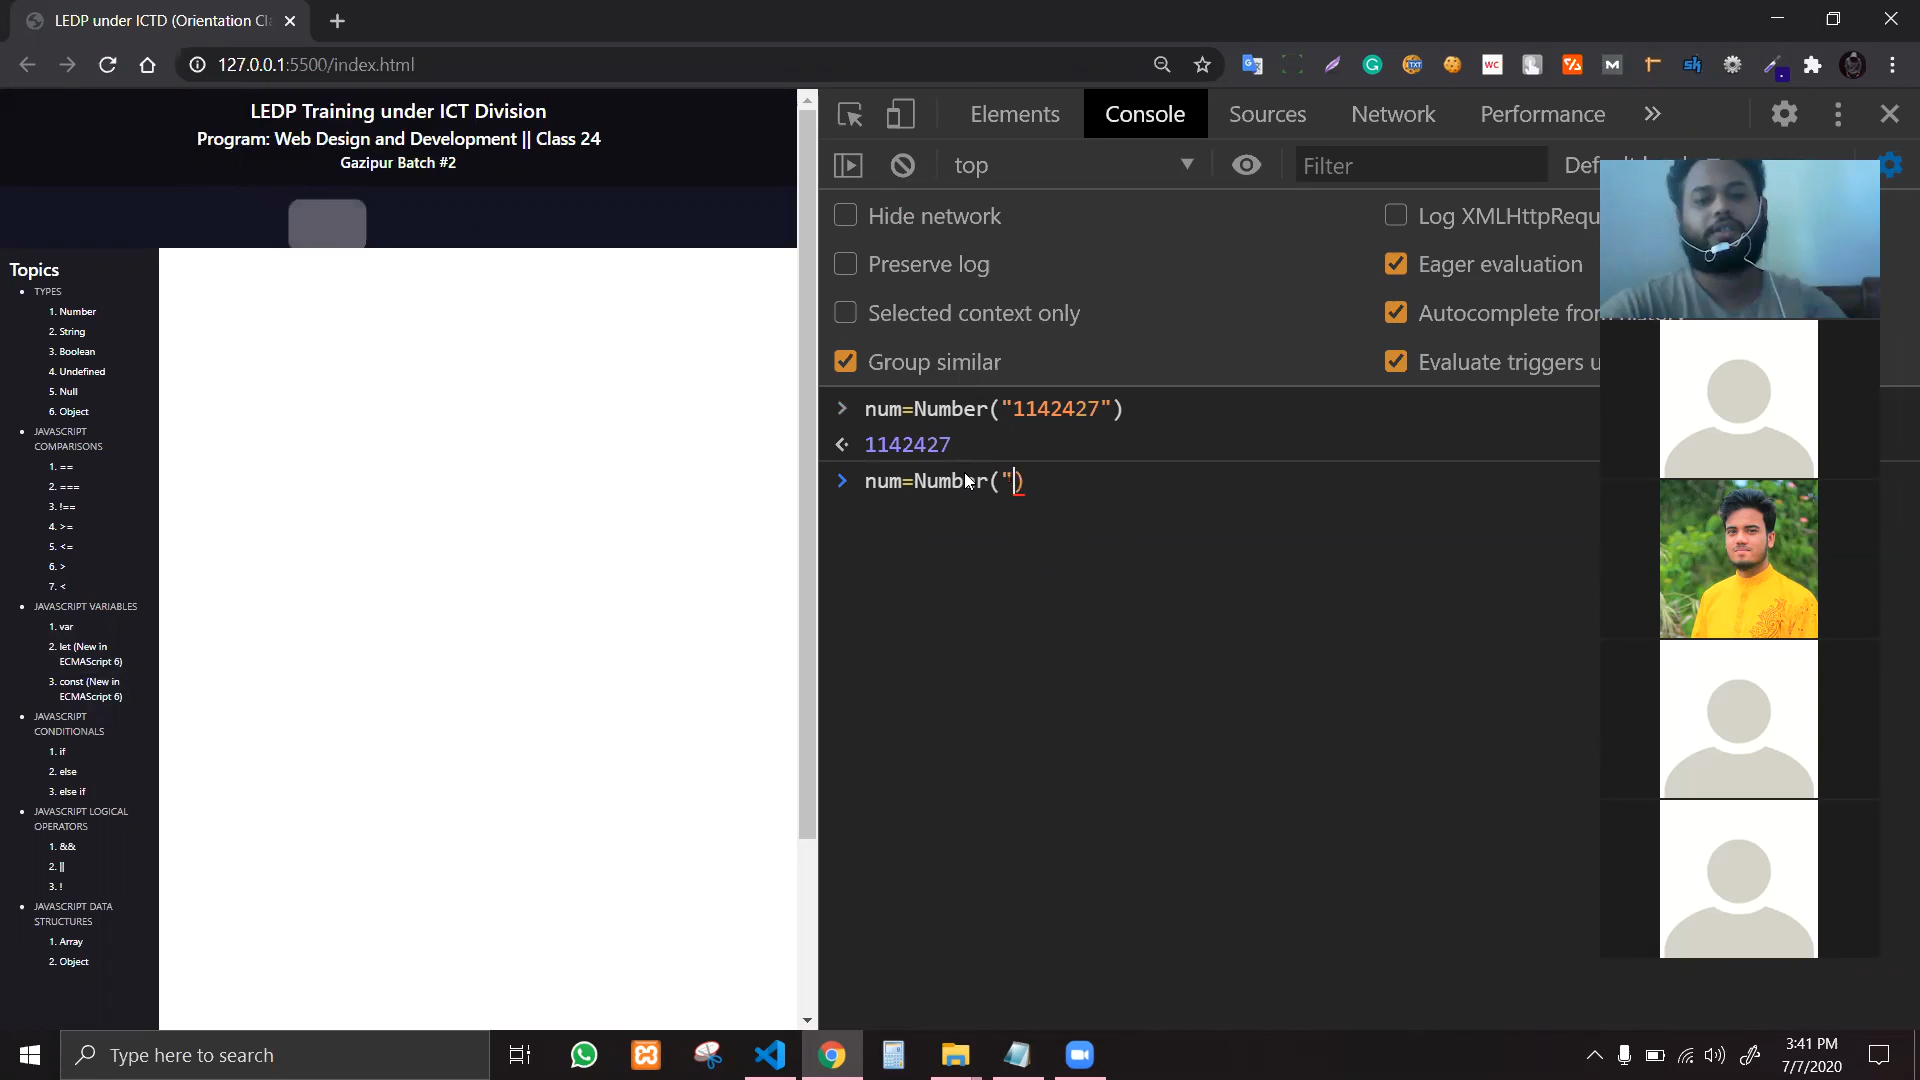 LEDP under ICTD (Orientation Cl
127.0.0.1:5500/index.html
LEDP Training under ICT Division
Program: Web Design and Development || Class 24
Gazipur Batch #2
Topics
TYPES
1. Number
2. String
3. Boolean
4. Undefined
5. Null
6. Object
JAVASCRIPT
COMPARISONS
1. ==
2. ===
3. !==
4. >=
5. <=
6. >
7. <
JAVASCRIPT VARIABLES
1. var
2. let (New in
ECMAScript 6)
3. const (New in
ECMAScript 6)
JAVASCRIPT
CONDITIONALS
1. if
2. else
3. else if
JAVASCRIPT LOGICAL
OPERATORS
1. &&
2. ||
3. !
JAVASCRIPT DATA
STRUCTURES
1. Array
2. Object
Elements
Console
Sources
Network
Performance
top
Filter
Hide network
Log XMLHttpRequ
Preserve log
Eager evaluation
Selected context only
Autocomplete from
Group similar
Evaluate triggers u
num=Number("1142427")
1142427
num=Number(")
Type here to search
3:41 PM
7/7/2020